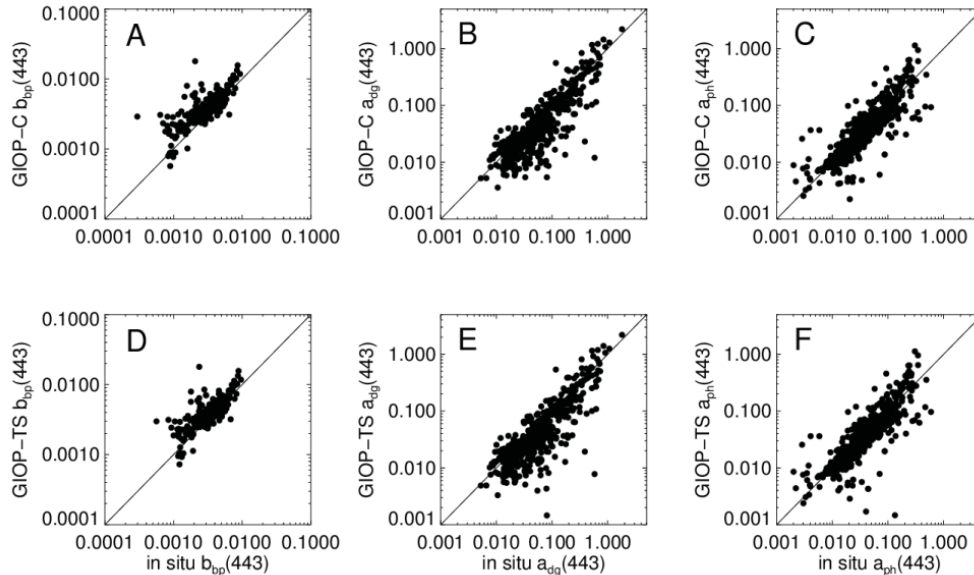 A
GIOP-C b_bp(443)
0.1000
0.0100
0.0010
0.0001
0.0001 0.0010 0.0100 0.1000
B
GIOP-C a_dg(443)
1.000
0.100
0.010
0.001
0.001 0.010 0.100 1.000
C
GIOP-C a_ph(443)
1.000
0.100
0.010
0.001
0.001 0.010 0.100 1.000
D
GIOP-TS b_bp(443)
0.1000
0.0100
0.0010
0.0001
0.0001 0.0010 0.0100 0.1000
in situ b_bp(443)
E
GIOP-TS a_dg(443)
1.000
0.100
0.010
0.001
0.001 0.010 0.100 1.000
in situ a_dg(443)
F
GIOP-TS a_ph(443)
1.000
0.100
0.010
0.001
0.001 0.010 0.100 1.000
in situ a_ph(443)